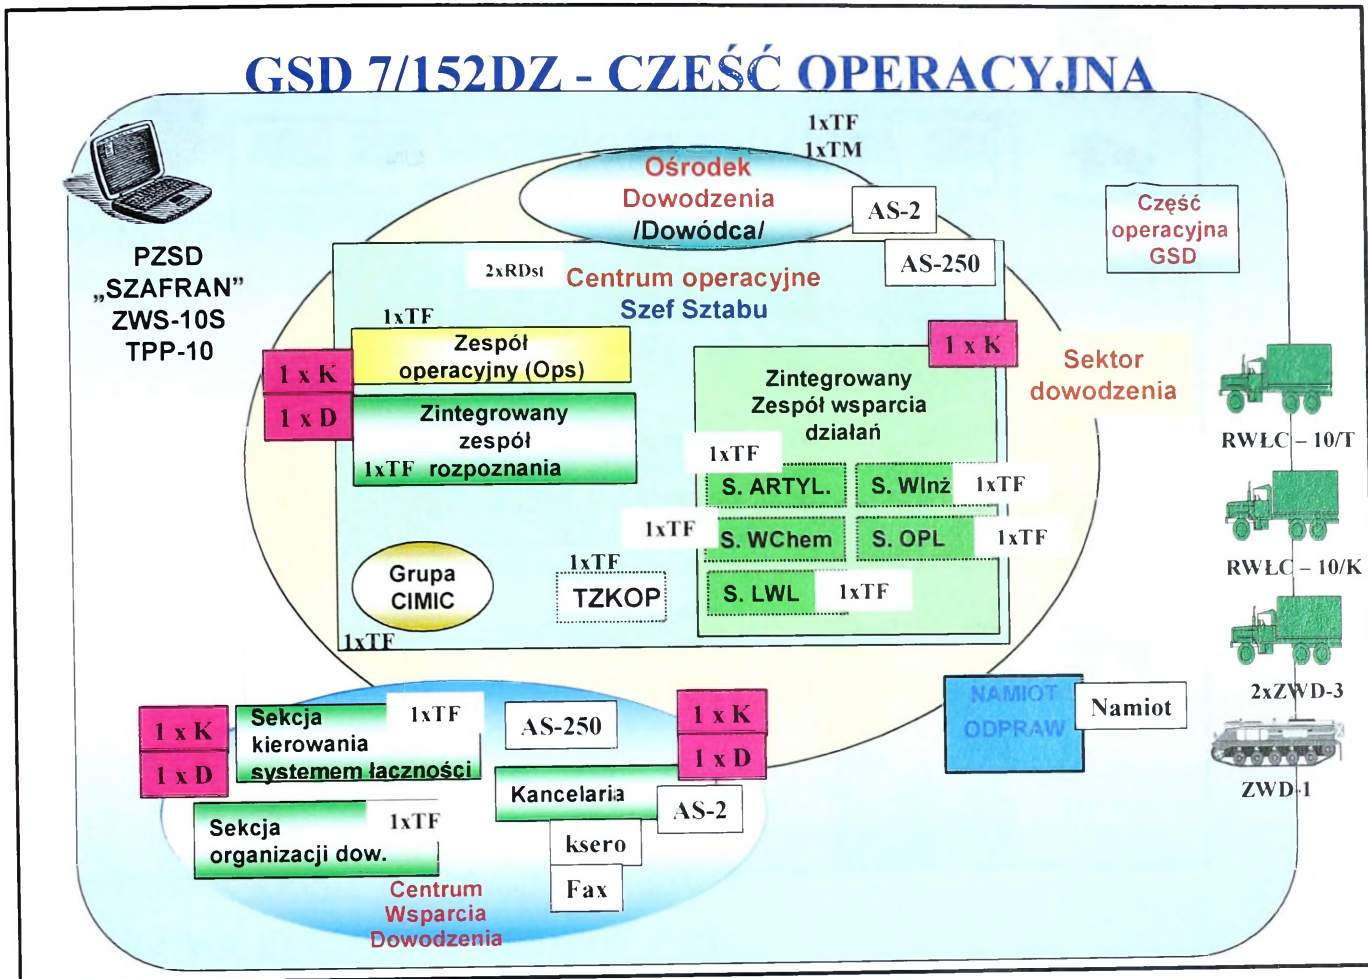 GSD 7/152DZ - CZEŚĆ OPERACYJNA
1xTF
1xTM
Ośrodek
Dowodzenia
/Dowódca/
AS-2
AS-250
Część
operacyjna
GSD
PZSD
„SZAFRAN”
ZWS-10S
TPP-10
2xRDst
Centrum operacyjne
Szef Sztabu
1xTF
Zespół
operacyjny (Ops)
1 x K
1 x D
Zintegrowany
zespół
1xTF rozpoznania
1 x K
Zintegrowany
Zespół wsparcia
działań
1xTF
S. ARTYL.
S. WInż
1xTF
1xTF
S. WChem
S. OPL
1xTF
S. LWL
1xTF
Sektor
dowodzenia
Grupa
CIMIC
1xTF
1xTF
TZKOP
RWŁC – 10/T
RWŁC – 10/K
2xZWD-3
ZWD-1
NAMIOT
ODPRAW
Namiot
1 x K
1 x D
Sekcja
kierowania
systemem łączności
1xTF
AS-250
1 x K
1 x D
Kancelaria
AS-2
ksero
Fax
Sekcja
organizacji dow.
1xTF
Centrum
Wsparcia
Dowodzenia